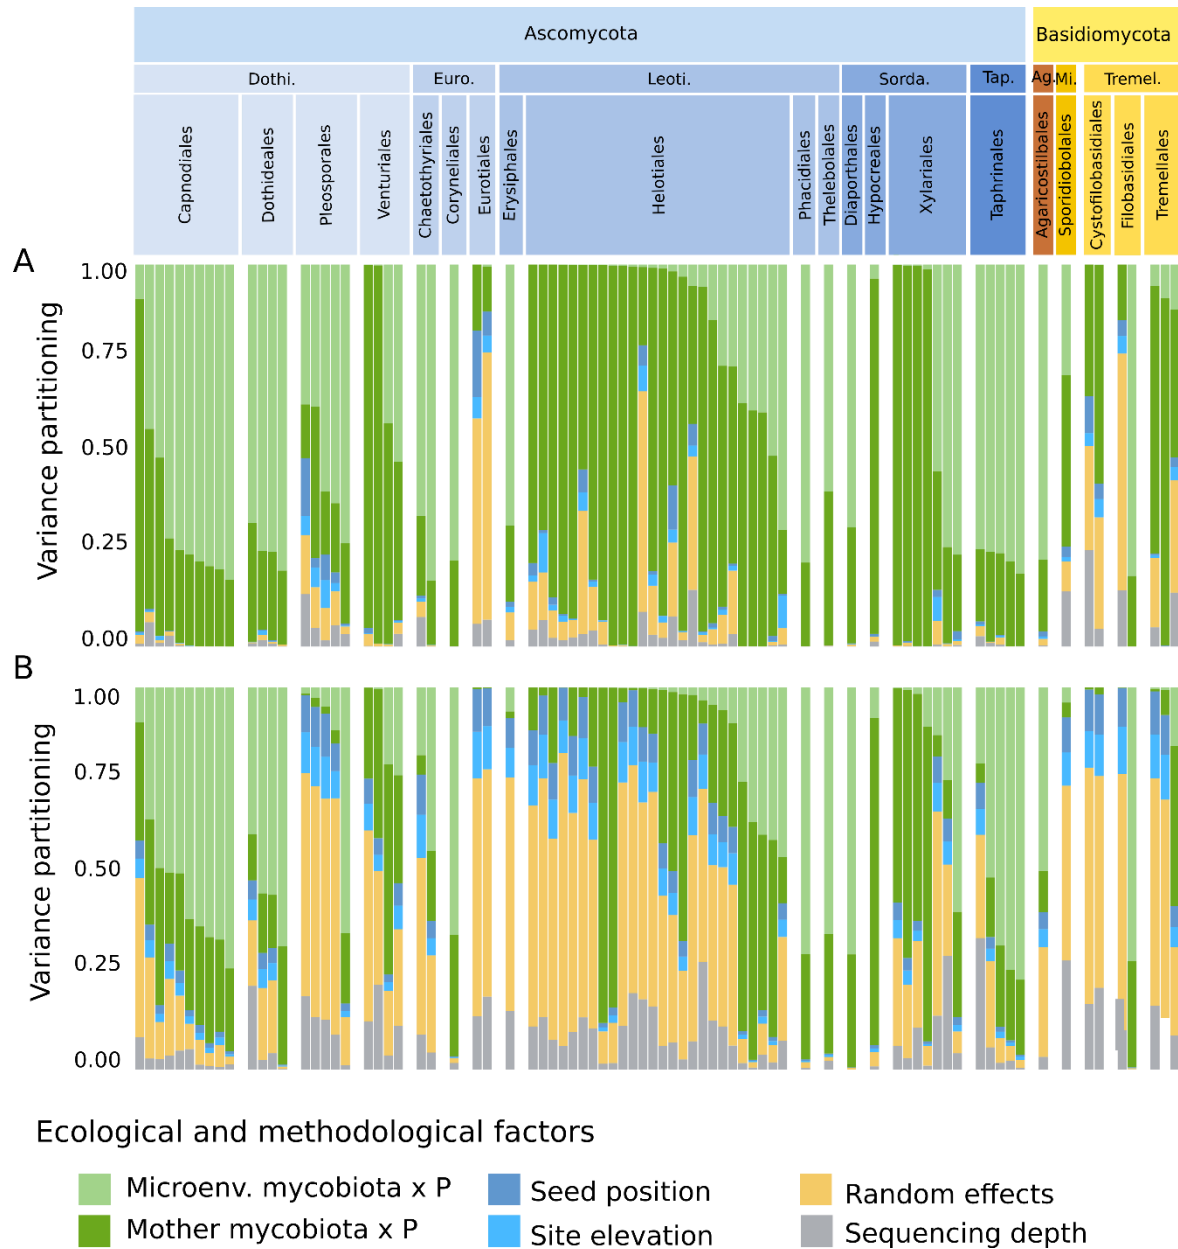 Ascomycota
Basidiomycota
Dothi.
Euro.
Leoti.
Sorda.
Tap.
Ag.
Mi.
Tremel.
Capnodiales
Dothideales
Pleosporales
Venturiales
Chaetothyriales
Coryneliales
Eurotiales
Erysiphales
Helotiales
Phacidiales
Thelebolales
Diaporthales
Hypocreales
Xylariales
Taphrinales
Agaricostilbales
Sporidiobolales
Cystofilobasidiales
Filobasidiales
Tremellales
A
Variance partitioning
1.00
0.75
0.50
0.25
0.00
B
Variance partitioning
1.00
0.75
0.50
0.25
0.00
Ecological and methodological factors
Microenv. mycobiota x P
Seed position
Random effects
Mother mycobiota x P
Site elevation
Sequencing depth